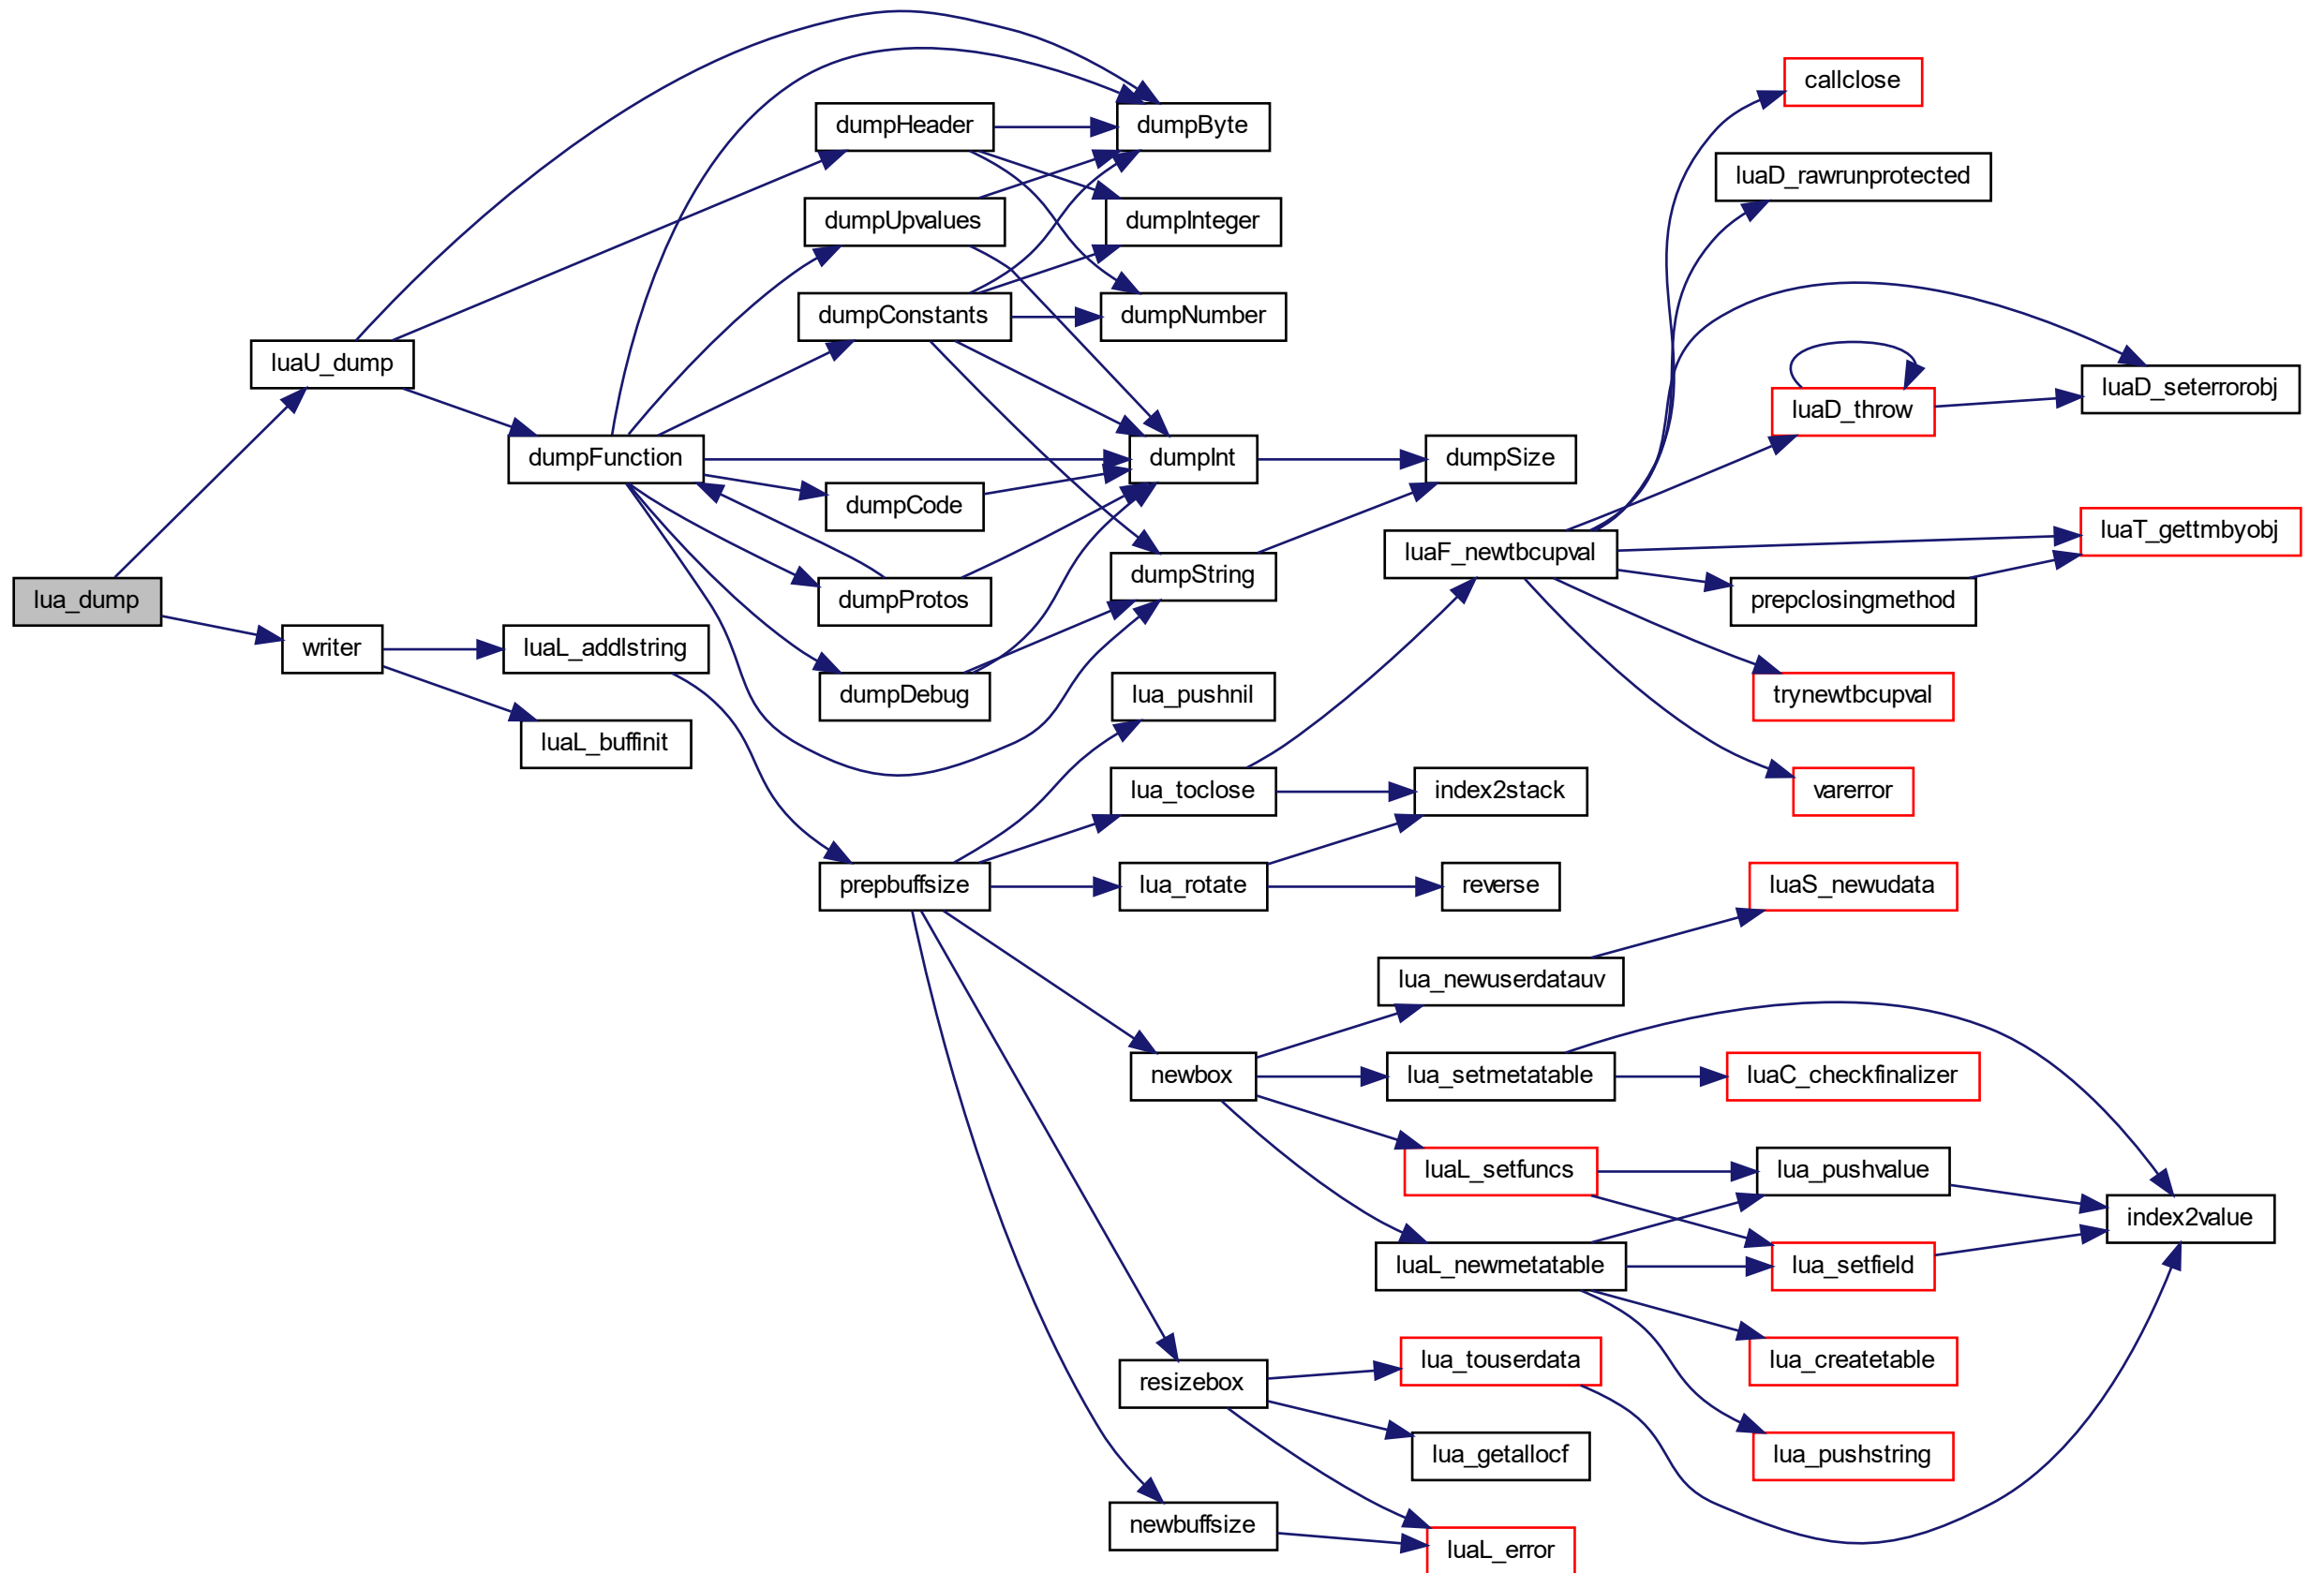 callclose
dumpHeader
dumpByte
luaD_rawrunprotected
dumpUpvalues
dumpInteger
dumpConstants
dumpNumber
luaU_dump
luaD_seterrorobj
luaD_throw
dumpFunction
dumpInt
dumpSize
dumpCode
luaF_newtbcupval
luaT_gettmbyobj
lua_dump
dumpProtos
dumpString
prepclosingmethod
writer
luaL_addlstring
dumpDebug
lua_pushnil
trynewtbcupval
luaL_buffinit
lua_toclose
index2stack
varerror
prepbuffsize
lua_rotate
reverse
luaS_newudata
lua_newuserdatauv
newbox
lua_setmetatable
luaC_checkfinalizer
luaL_setfuncs
lua_pushvalue
index2value
luaL_newmetatable
lua_setfield
resizebox
lua_touserdata
lua_createtable
lua_getallocf
lua_pushstring
newbuffsize
luaL_error